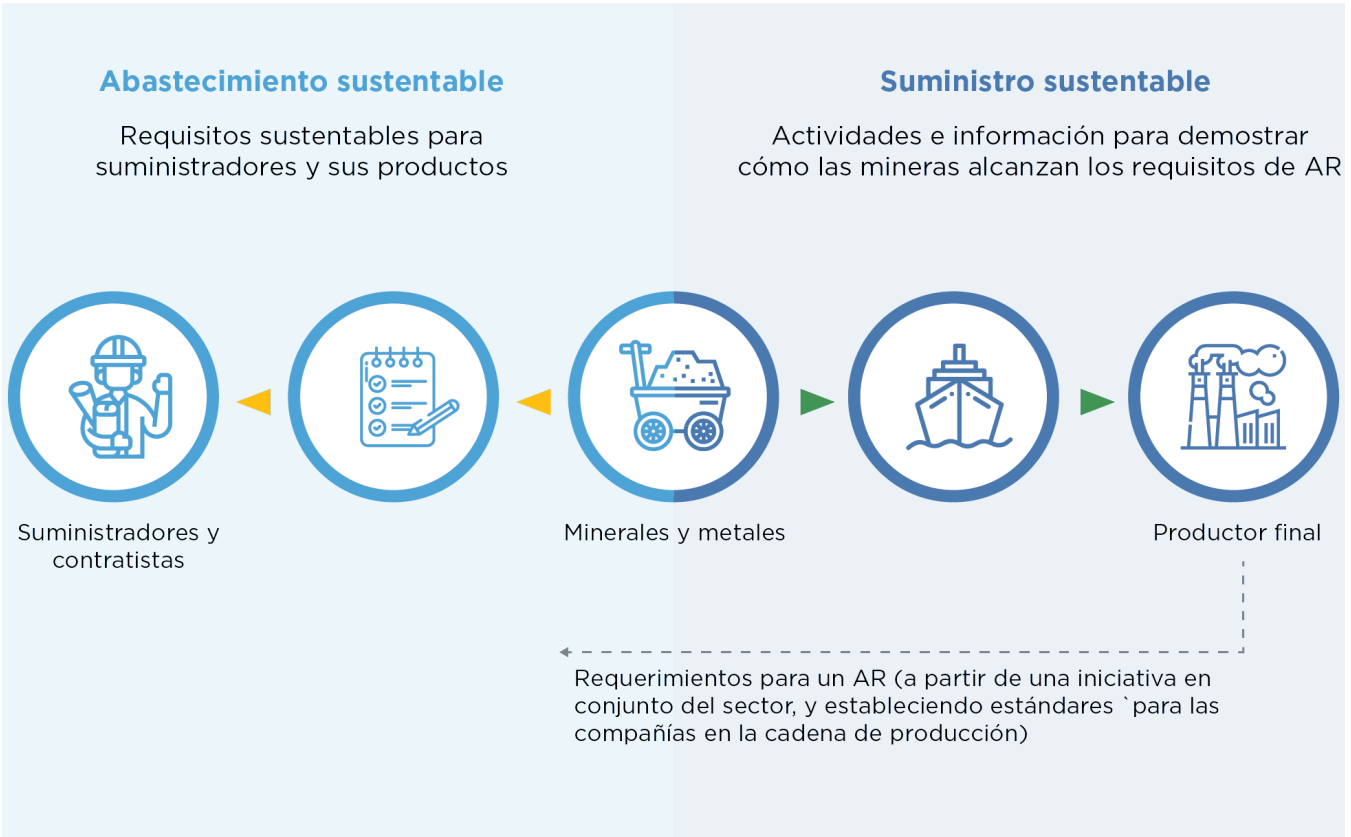 Abastecimiento sustentable
Requisitos sustentables para
suministradores y sus productos
Suministro sustentable
Actividades e información para demostrar
cómo las mineras alcanzan los requisitos de AR
Suministradores y
contratistas
Minerales y metales
Productor final
Requerimientos para un AR (a partir de una iniciativa en
conjunto del sector, y estableciendo estándares `para las
compañías en la cadena de producción)